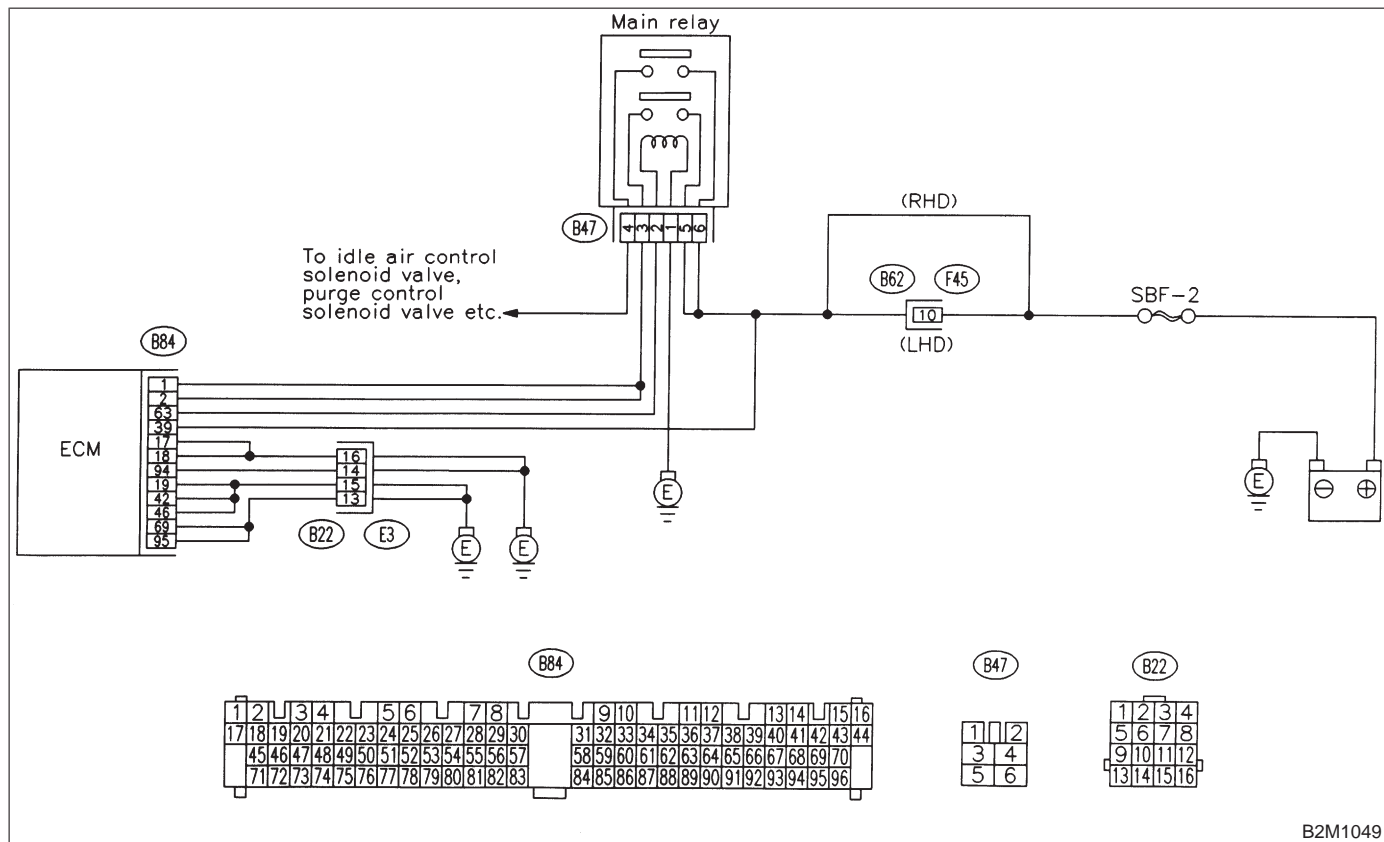 Main relay
B47
4 3 2 1 5 6
(RHD)
B62 F45
10
(LHD)
SBF-2
To idle air control
solenoid valve,
purge control
solenoid valve etc.
B84
ECM
1
2
63
39
17
18
94
19
42
46
69
95
16
14
15
13
B22 E3
E
E
E
E
B84
1 2 3 4 5 6 7 8 9 10 11 12 13 14 15 16
17 18 19 20 21 22 23 24 25 26 27 28 29 30 31 32 33 34 35 36 37 38 39 40 41 42 43 44
45 46 47 48 49 50 51 52 53 54 55 56 57 58 59 60 61 62 63 64 65 66 67 68 69 70
71 72 73 74 75 76 77 78 79 80 81 82 83 84 85 86 87 88 89 90 91 92 93 94 95 96
B47
1 2
3 4
5 6
B22
1 2 3 4
5 6 7 8
9 10 11 12
13 14 15 16
B2M1049